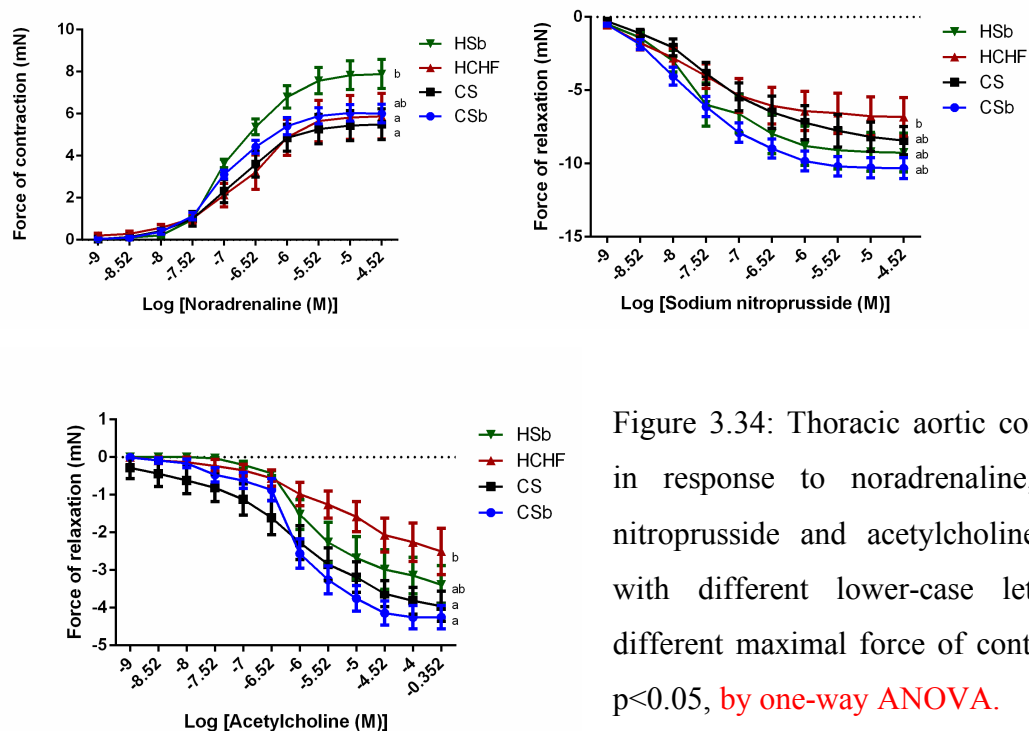 10
8
6
4
2
0
Force of contraction (mN)
HSb
HCHF
CS
CSb
b
ab
a
a
-9
-8.52
-8
-7.52
-7
-6.52
-6
-5.52
-5
-4.52
Log [Noradrenaline (M)]
0
-5
-10
-15
Force of relaxation (mN)
HSb
HCHF
CS
CSb
b
ab
ab
ab
-9
-8.52
-8
-7.52
-7
-6.52
-6
-5.52
-5
-4.52
Log [Sodium nitroprusside (M)]
1
0
-1
-2
-3
-4
-5
Force of relaxation (mN)
HSb
HCHF
CS
CSb
b
ab
a
a
-9
-8.52
-8
-7.52
-7
-6.52
-6
-5.52
-5
-4.52
-4
-0.352
Log [Acetylcholine (M)]
Figure 3.34: Thoracic aortic co
in response to noradrenaline,
nitroprusside and acetylcholine
with different lower-case let
different maximal force of cont
p<0.05, by one-way ANOVA.